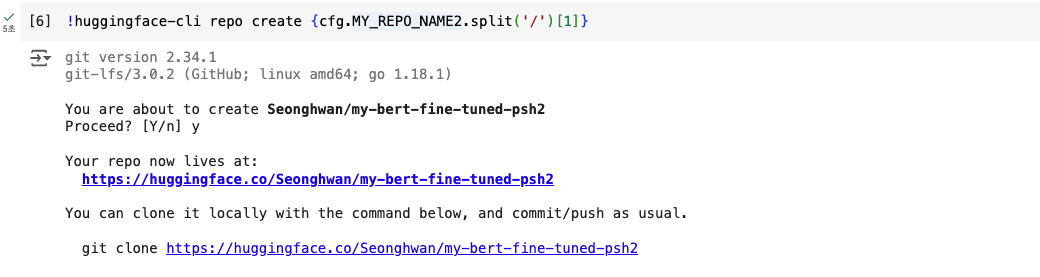 [6] !huggingface-cli repo create {cfg.MY_REPO_NAME2.split('/')[1]}
5초
git version 2.34.1
git-lfs/3.0.2 (GitHub; linux amd64; go 1.18.1)
You are about to create Seonghwan/my-bert-fine-tuned-psh2
Proceed? [Y/n] y
Your repo now lives at:
https://huggingface.co/Seonghwan/my-bert-fine-tuned-psh2
You can clone it locally with the command below, and commit/push as usual.
git clone https://huggingface.co/Seonghwan/my-bert-fine-tuned-psh2